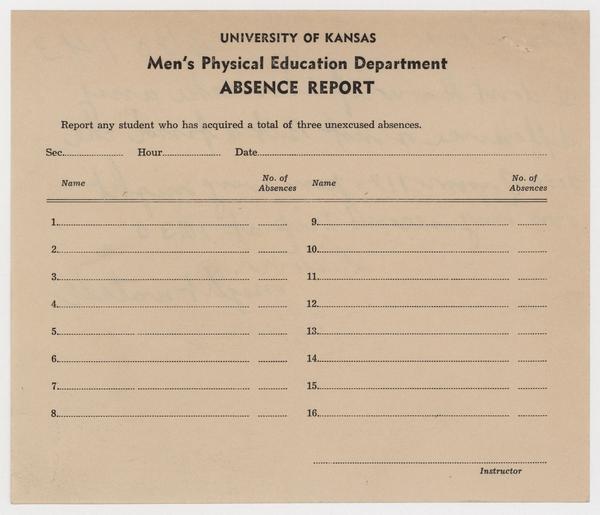 UNIVERSITY OF KANSAS
Men's Physical Education Department
ABSENCE REPORT
Report any student who has acquired a total of three unexcused absences.
Sec. Hour Date
Name No. of Absences Name No. of Absences
1. 9.
2. 10.
3. 11.
4. 12.
5. 13.
6. 14.
7. 15.
8. 16.
Instructor